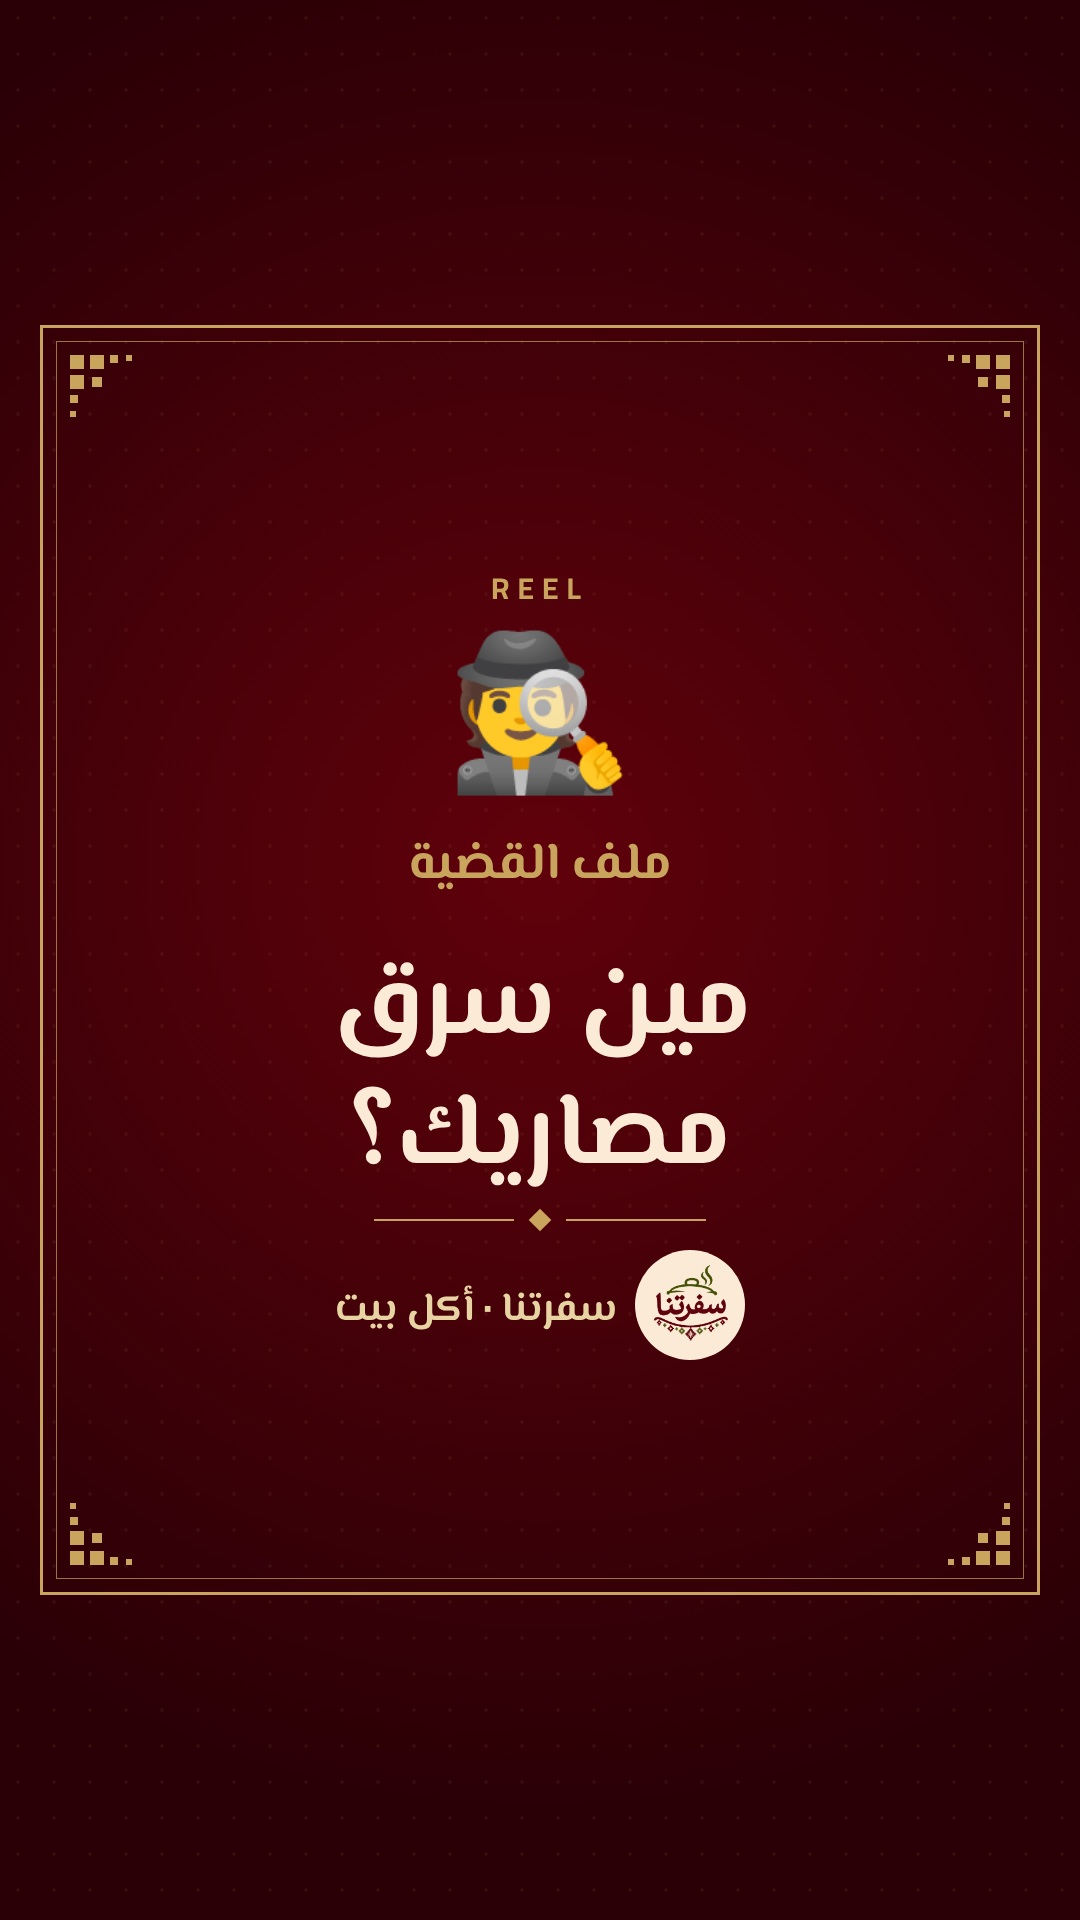 REEL
ملف القضية
مين سرق
مصاريك؟
سفرتنا
سفرتنا · أكل بيت